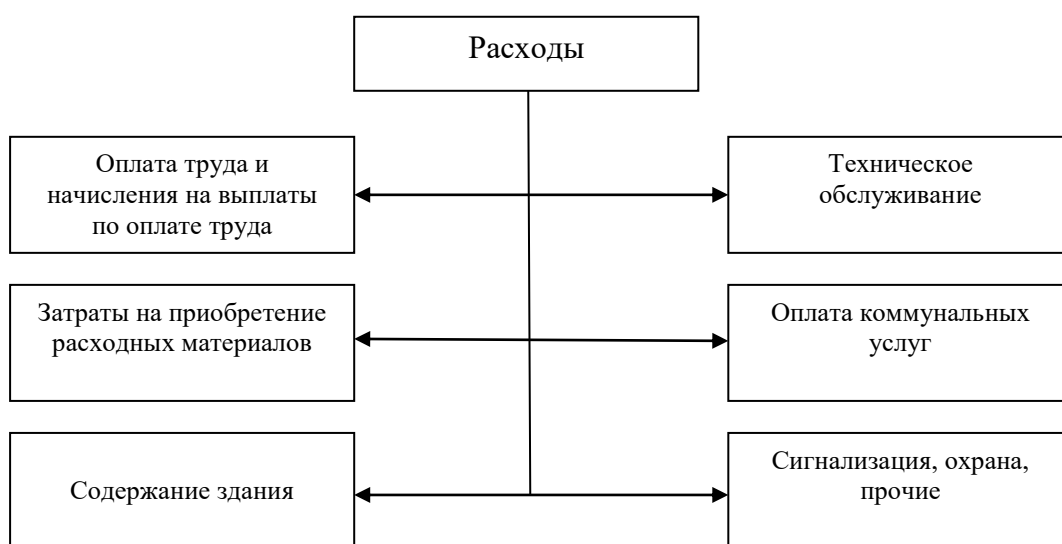 Расходы
Оплата труда и
начисления на выплаты
по оплате труда
Техническое
обслуживание
Затраты на приобретение
расходных материалов
Оплата коммунальных
услуг
Содержание здания
Сигнализация, охрана,
прочие